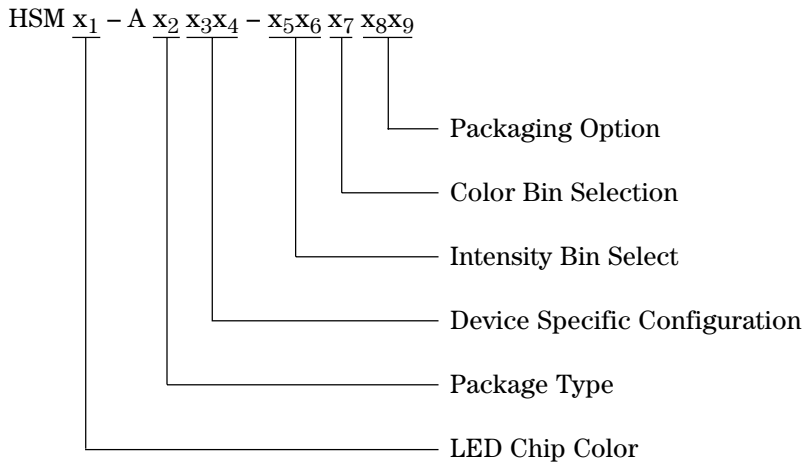 HSM x₁ – A x₂ x₃x₄ – x₅x₆ x₇ x₈x₉
Packaging Option
Color Bin Selection
Intensity Bin Select
Device Specific Configuration
Package Type
LED Chip Color